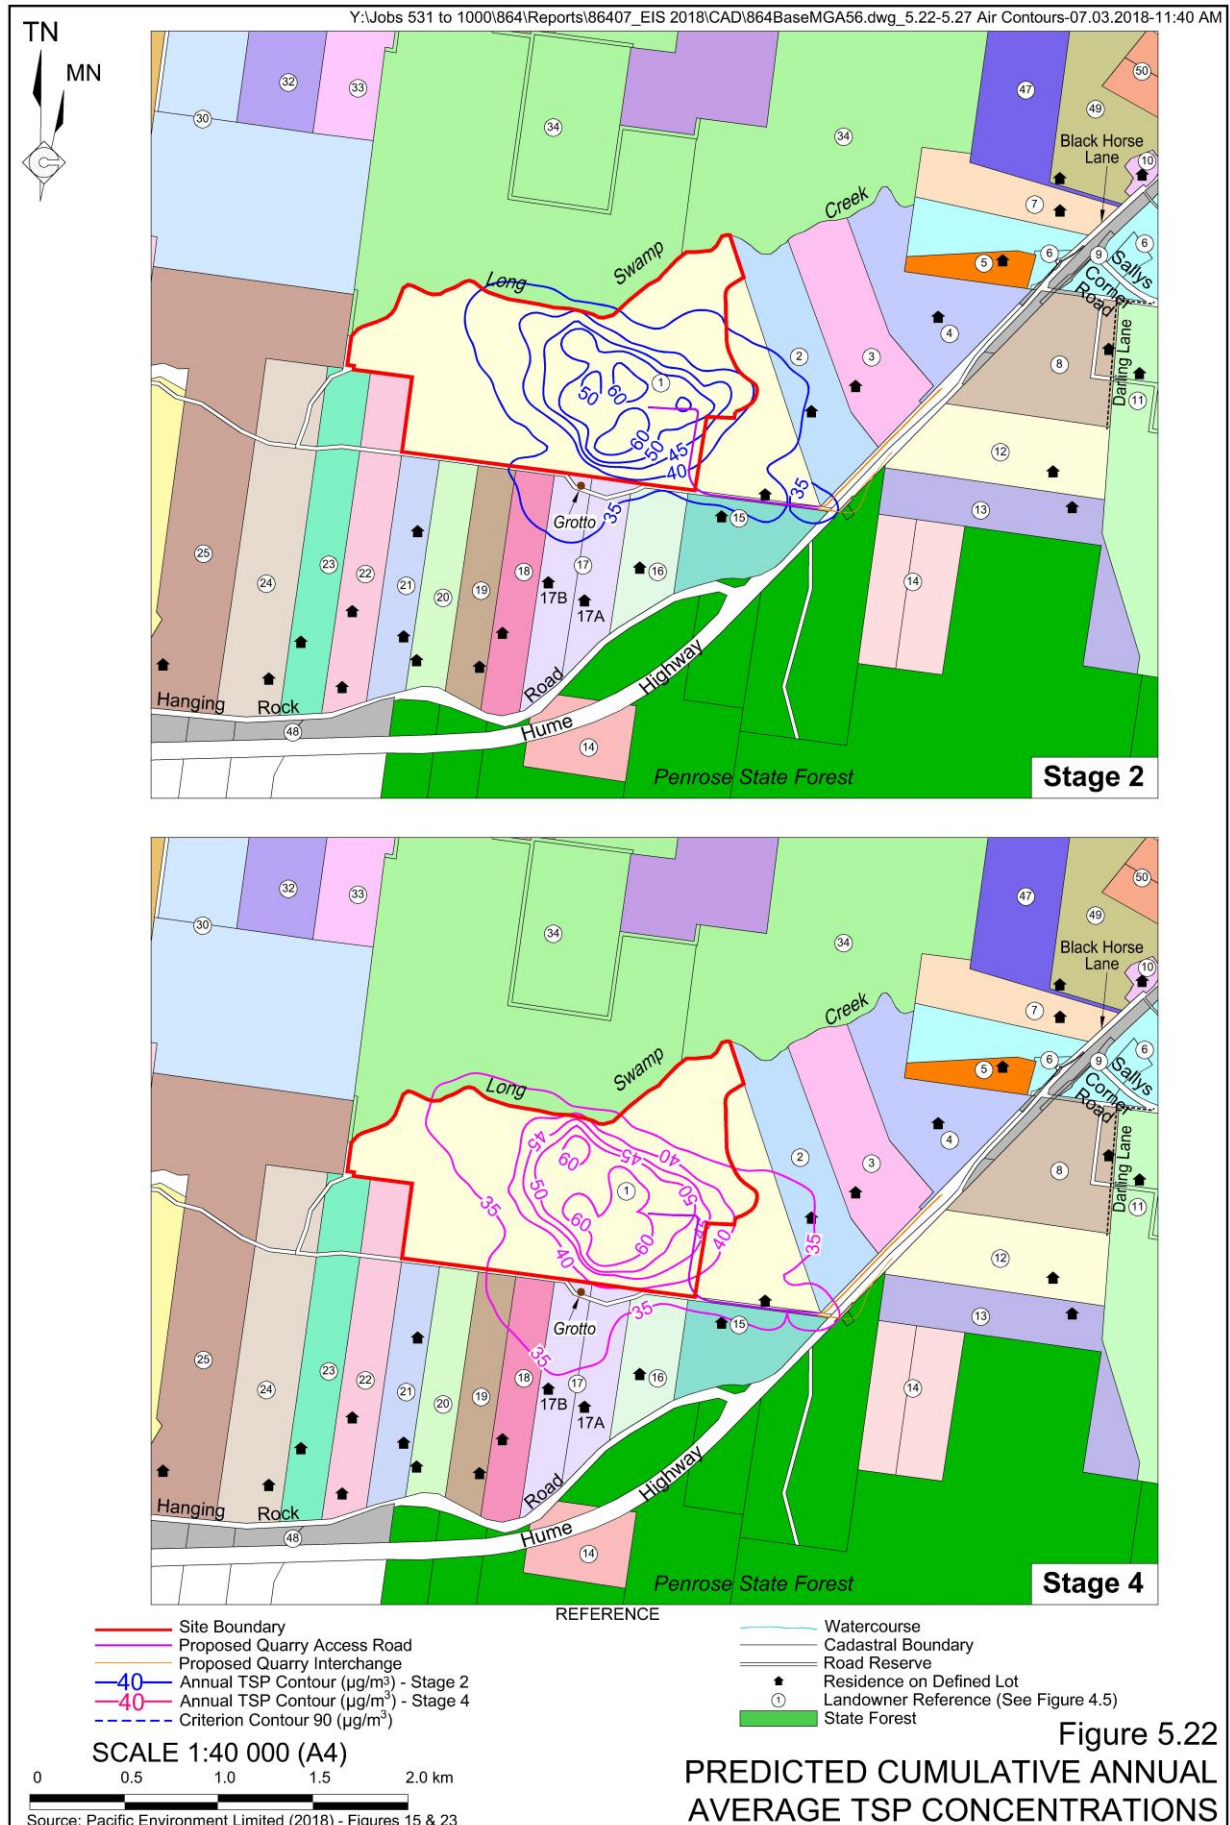 Y:\Jobs 531 to 1000\864\Reports\86407_EIS 2018\CAD\864BaseMGA56.dwg_5.22-5.27 Air Contours-07.03.2018-11:40 AM
TN
MN
30
32
33
34
34
47
49
50
Black Horse
Lane
10
7
Creek
Swamp
Long
5
6
9
6
Sallys
Corner
Road
Darling Lane
4
3
2
1
8
11
50
60
60
50
45
40
35
35
35
12
13
Grotto
15
14
25
24
23
22
21
20
19
18
17
16
17B
17A
Hanging
Rock
Road
Hume
Highway
48
14
Penrose State Forest
Stage 2
30
32
33
34
34
47
49
50
Black Horse
Lane
10
7
Creek
Swamp
Long
5
6
9
6
Sallys
Corner
Road
Darling Lane
4
3
2
1
8
11
45
60
50
60
60
45
40
50
45
40
40
35
35
35
35
12
13
Grotto
15
14
25
24
23
22
21
20
19
18
17
16
17B
17A
Hanging
Rock
Road
Hume
Highway
48
14
Penrose State Forest
Stage 4
REFERENCE
Site Boundary
Proposed Quarry Access Road
Proposed Quarry Interchange
40 Annual TSP Contour (µg/m³) - Stage 2
40 Annual TSP Contour (µg/m³) - Stage 4
Criterion Contour 90 (µg/m³)
Watercourse
Cadastral Boundary
Road Reserve
Residence on Defined Lot
1 Landowner Reference (See Figure 4.5)
State Forest
SCALE 1:40 000 (A4)
0 0.5 1.0 1.5 2.0 km
Source: Pacific Environment Limited (2018) - Figures 15 & 23
Figure 5.22
PREDICTED CUMULATIVE ANNUAL
AVERAGE TSP CONCENTRATIONS